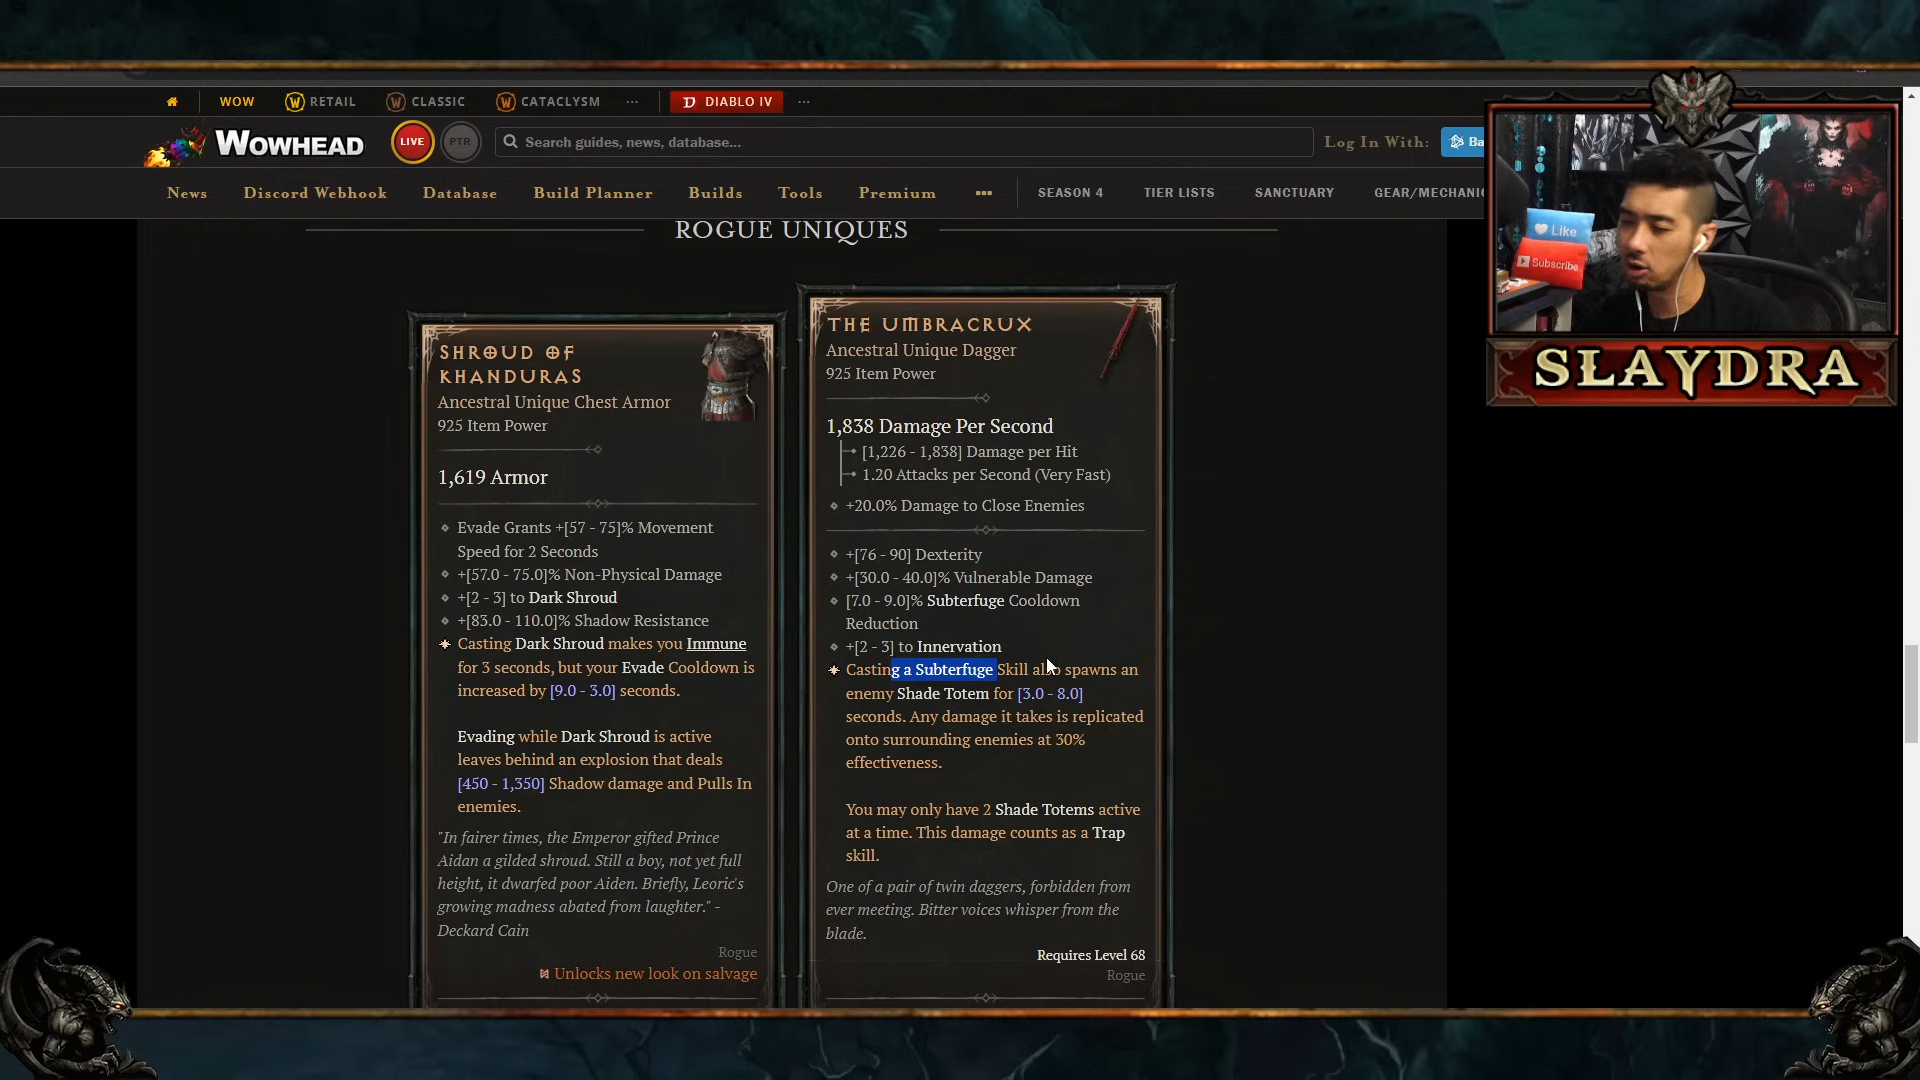 WOW
RETAIL
CLASSIC
CATACLYSM
DIABLO IV
WOWHEAD
LIVE
PTR
Search guides, news, database...
Log In With:
Ba
News
Discord Webhook
Database
Build Planner
Builds
Tools
Premium
SEASON 4
TIER LISTS
SANCTUARY
GEAR/MECHANIC
Like
Subscribe
SLAYDRA
ROGUE UNIQUES
SHROUD OF
KHANDURAS
Ancestral Unique Chest Armor
925 Item Power
1,619 Armor
Evade Grants +[57 - 75]% Movement
Speed for 2 Seconds
+[57.0 - 75.0]% Non-Physical Damage
+[2 - 3] to Dark Shroud
+[83.0 - 110.0]% Shadow Resistance
Casting Dark Shroud makes you Immune
for 3 seconds, but your Evade Cooldown is
increased by [9.0 - 3.0] seconds.
Evading while Dark Shroud is active
leaves behind an explosion that deals
[450 - 1,350] Shadow damage and Pulls In
enemies.
"In fairer times, the Emperor gifted Prince
Aidan a gilded shroud. Still a boy, not yet full
height, it dwarfed poor Aiden. Briefly, Leoric's
growing madness abated from laughter." -
Deckard Cain
Rogue
Unlocks new look on salvage
THE UMBRACRUX
Ancestral Unique Dagger
925 Item Power
1,838 Damage Per Second
[1,226 - 1,838] Damage per Hit
1.20 Attacks per Second (Very Fast)
+20.0% Damage to Close Enemies
+[76 - 90] Dexterity
+[30.0 - 40.0]% Vulnerable Damage
[7.0 - 9.0]% Subterfuge Cooldown
Reduction
+[2 - 3] to Innervation
Casting a Subterfuge Skill also spawns an
enemy Shade Totem for [3.0 - 8.0]
seconds. Any damage it takes is replicated
onto surrounding enemies at 30%
effectiveness.
You may only have 2 Shade Totems active
at a time. This damage counts as a Trap
skill.
One of a pair of twin daggers, forbidden from
ever meeting. Bitter voices whisper from the
blade.
Requires Level 68
Rogue